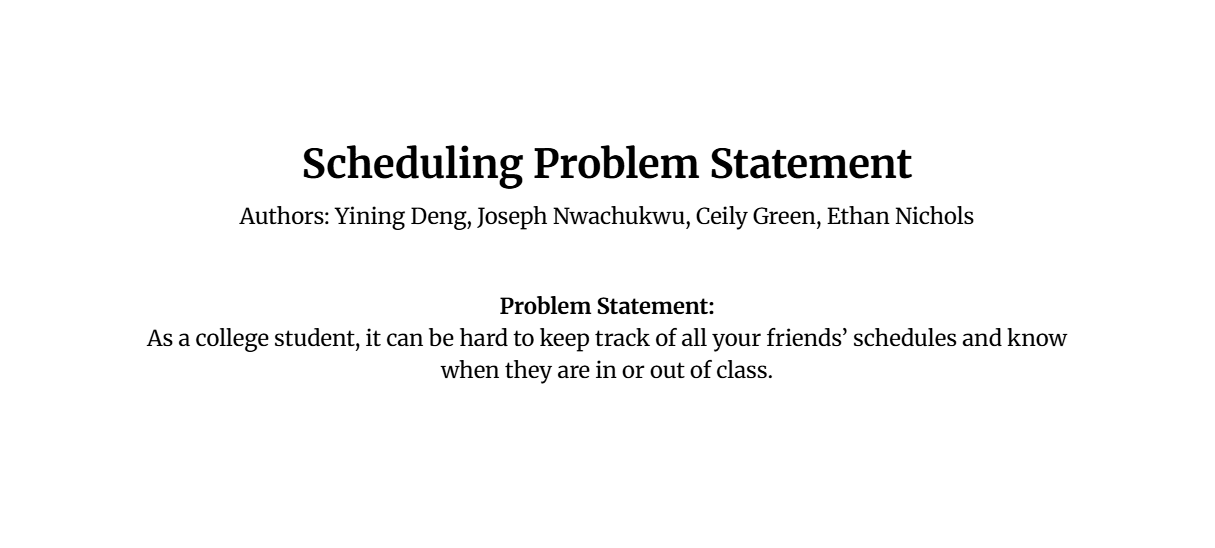 Scheduling Problem Statement
Authors: Yining Deng, Joseph Nwachukwu, Ceily Green, Ethan Nichols
Problem Statement:
As a college student, it can be hard to keep track of all your friends’ schedules and know
when they are in or out of class.